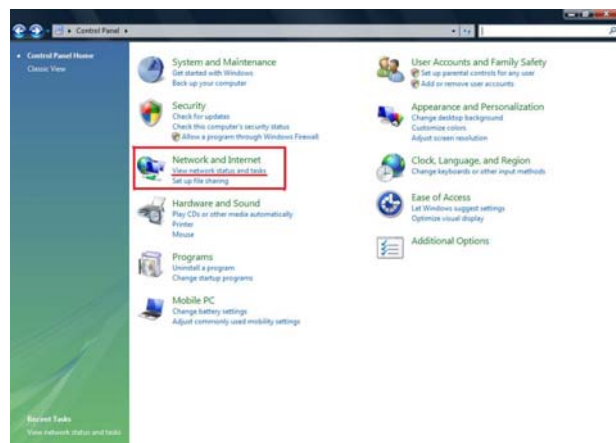 Control Panel
Control Panel Home
Classic View
System and Maintenance
Get started with Windows
Back up your computer
Security
Check for updates
Check this computer's security status
Allow a program through Windows Firewall
Network and Internet
View network status and tasks
Set up file sharing
Hardware and Sound
Play CDs or other media automatically
Printer
Mouse
Programs
Uninstall a program
Change startup programs
Mobile PC
Change battery settings
Adjust commonly used mobility settings
User Accounts and Family Safety
Set up parental controls for any user
Add or remove user accounts
Appearance and Personalization
Change desktop background
Customize colors
Adjust screen resolution
Clock, Language, and Region
Change keyboards or other input methods
Ease of Access
Let Windows suggest settings
Optimize visual display
Additional Options
Recent Tasks
View network status and tasks